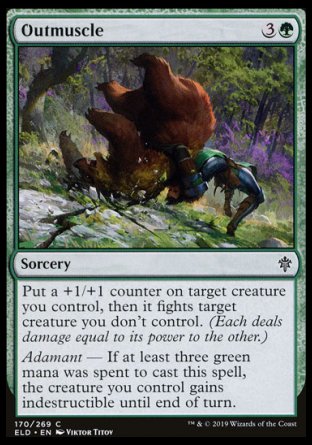 Outmuscle 3
Sorcery
Put a +1/+1 counter on target creature
you control, then it fights target
creature you don't control. (Each deals
damage equal to its power to the other.)
Adamant — If at least three green
mana was spent to cast this spell,
the creature you control gains
indestructible until end of turn.
170/269 C
ELD • EN Viktor Titov
™ & © 2019 Wizards of the Coast